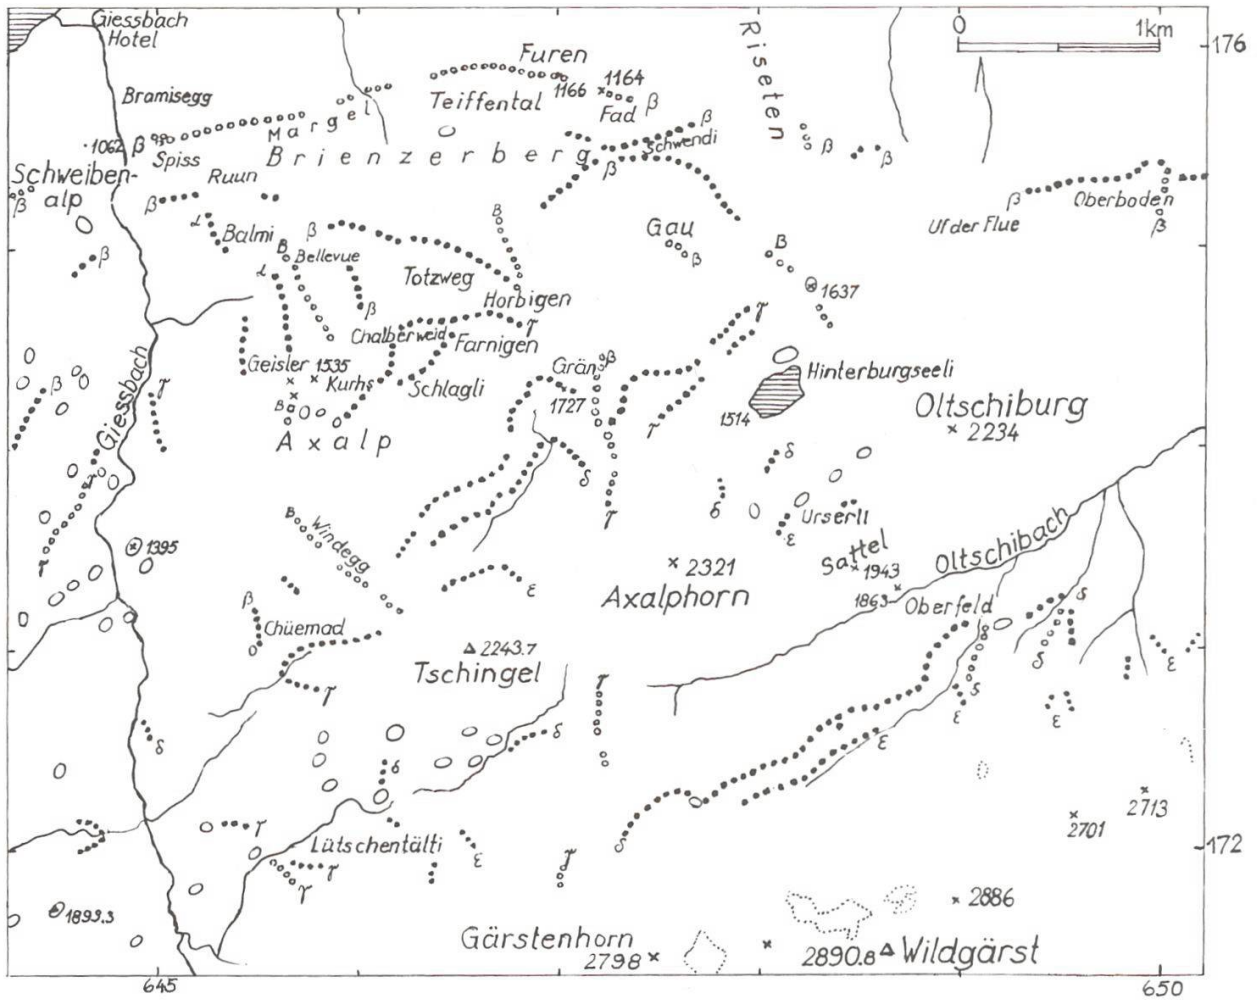 Giessbach
Hotel
0 1km
176
Furen
Riseten
1166 1164
Bramisegg
Teiffental
Fad β
Margel
·1062 β
Spiss
Brienzerberg
Schwendi β
β
β β
Schweiben-
alp
β
Ruun
β
β Oberboden
Uf der Flue
β
α Balmi β
B
Gau
β
B
β
B Bellevue
α
Totzweg
β
Horbigen
1637
γ
Chalberweid
γ
Farnigen
Geisler 1535
Kurhs
Schlägli
Grän β
1727
Hinterburgseeli
1514
Oltschiburg
2234
β
γ
Giessbach
B
Axalp
γ
δ
δ
δ
γ
γ
γ
B
Windegg
Urserli
ε
1395
Sattel
1943
Oltschibach
2321
Axalphorn
1863 Oberfeld
ε
β
Chüemad
2243.7
Tschingel
γ
γ
δ
δ
δ
δ
ε
ε
ε
δ
δ
δ
ε
2713
2701
γ
Lütschentälti
ε
δ
172
γ
γ
γ
1899.3
2886
Gärstenhorn
2798
2890.8 Wildgärst
645 650